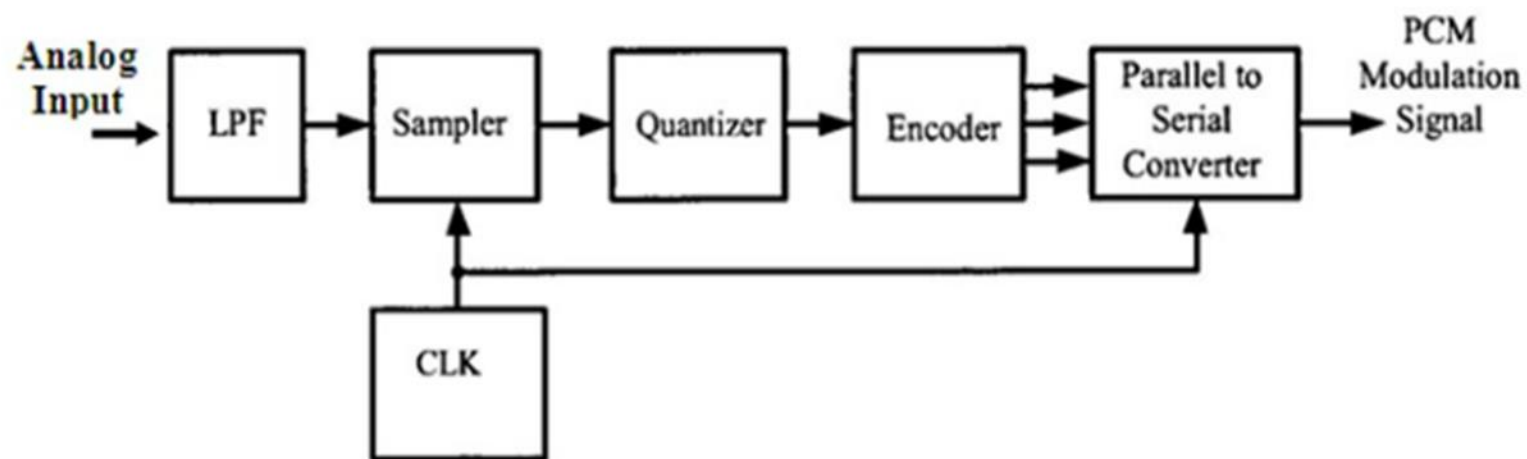 Analog
Input
LPF
Sampler
Quantizer
Encoder
Parallel to
Serial
Converter
PCM
Modulation
Signal
CLK